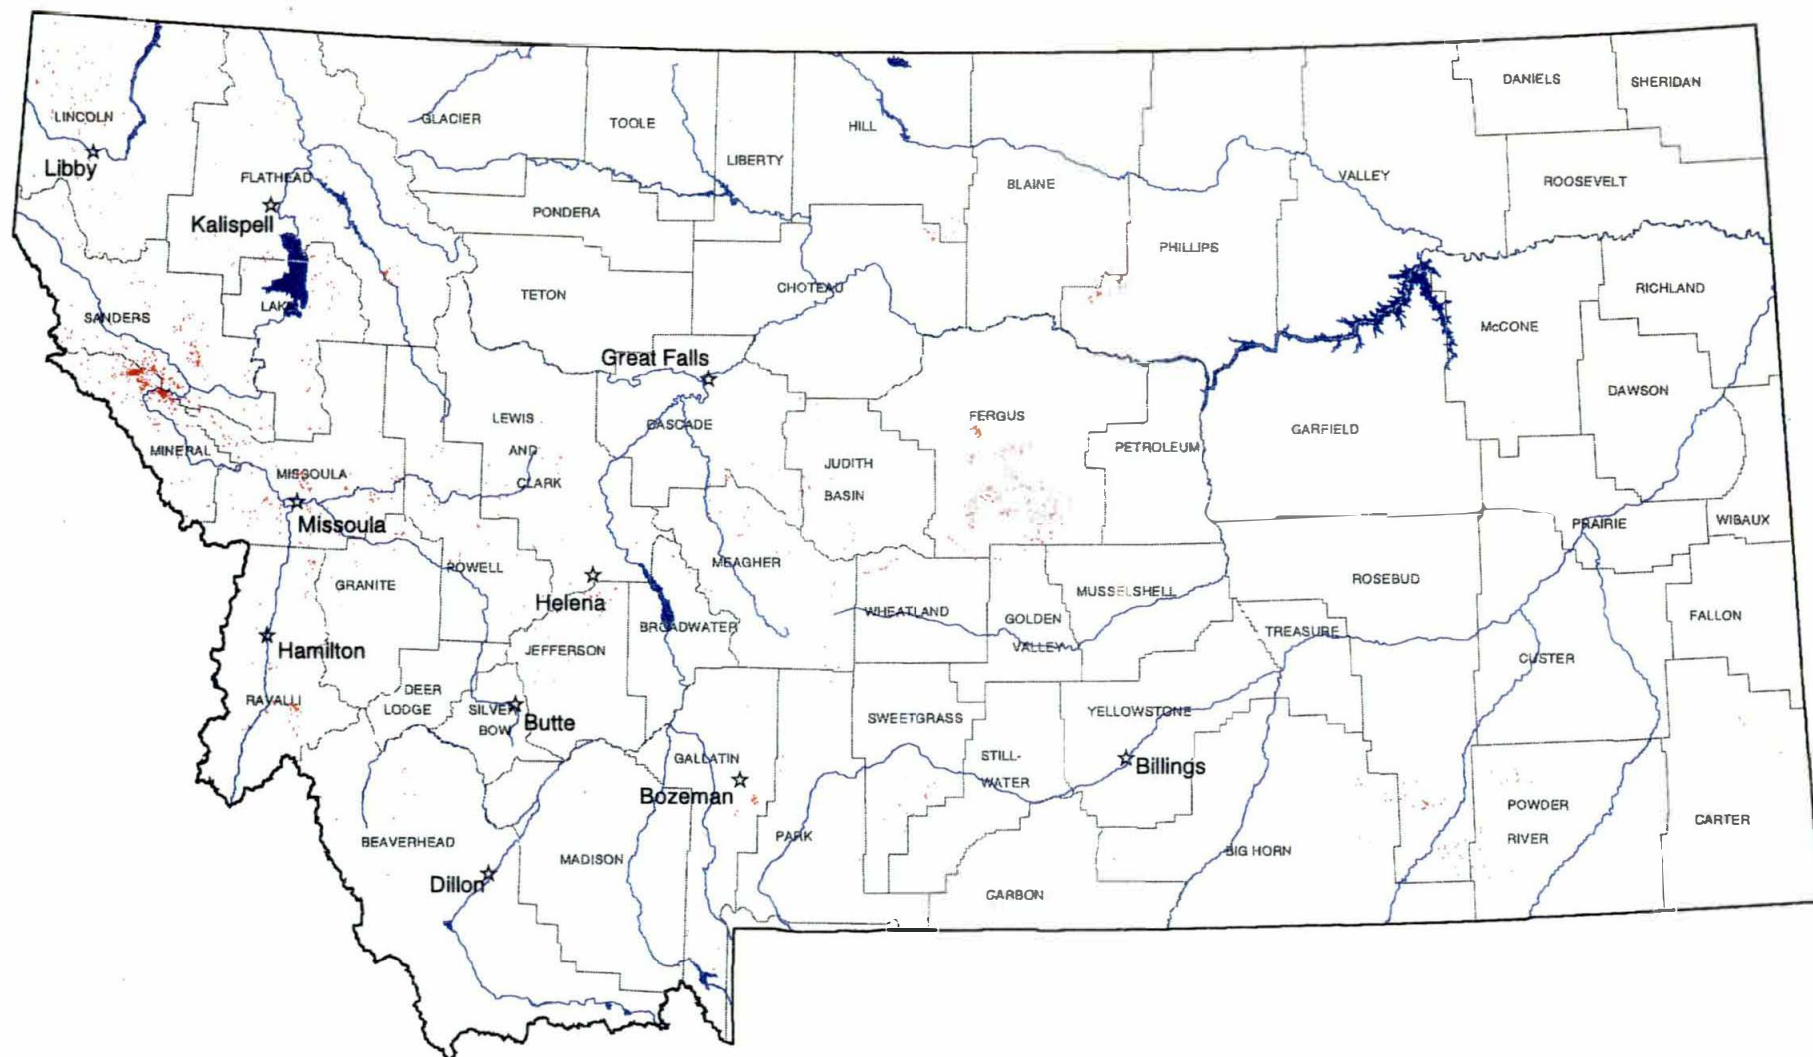 DANIELS
SHERIDAN
LINCOLN
GLACIER
TOOLE
HILL
LIBERTY
Libby
FLATHEAD
BLAINE
VALLEY
ROOSEVELT
Kalispell
PONDERA
PHILLIPS
LAKE
TETON
CHOTEAU
RICHLAND
SANDERS
McCONE
Great Falls
DAWSON
LEWIS
AND
CLARK
CASCADE
FERGUS
GARFIELD
MINERAL
MISSOULA
JUDITH
BASIN
PETROLEUM
Missoula
PRAIRIE
WIBAUX
POWELL
GRANITE
MEAGHER
ROSEBUD
Helena
MUSSELSHELL
WHEATLAND
GOLDEN
VALLEY
FALLON
BROADWATER
TREASURE
Hamilton
JEFFERSON
CUSTER
RAVALLI
DEER
LODGE
SILVER
BOW
Butte
SWEETGRASS
YELLOWSTONE
GALLATIN
STILL-
WATER
Billings
Bozeman
POWDER
RIVER
CARTER
BEAVERHEAD
PARK
MADISON
BIG HORN
Dillon
CARBON